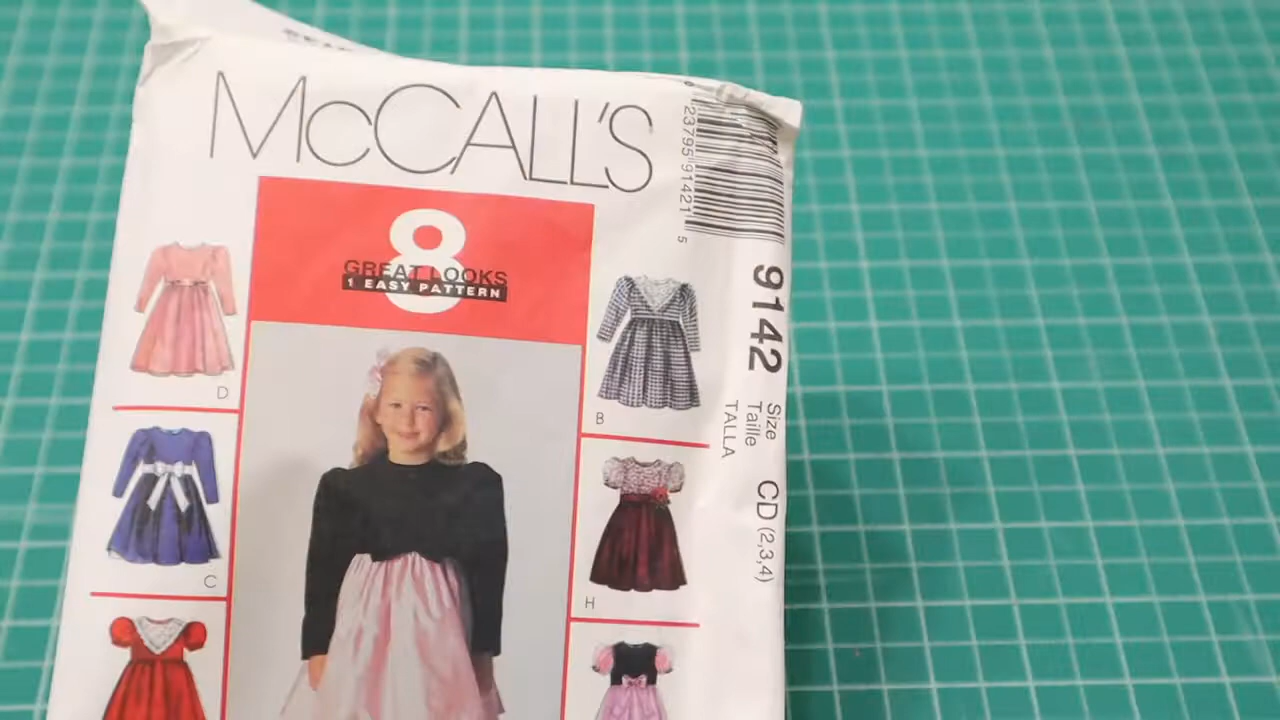 McCALL'S
8
GREAT LOOKS
1 EASY PATTERN
23795 91421 5
9142
Size
Taille
TALLA
CD (2,3,4)
D
B
C
H